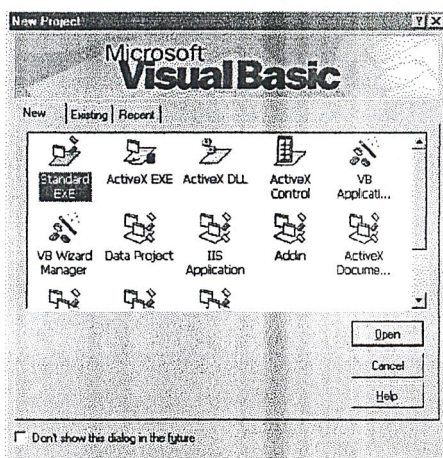 New Project
Microsoft
Visual Basic
New Existing Recent
Standard EXE ActiveX EXE ActiveX DLL ActiveX Control VB Applicati...
VB Wizard Manager Data Project IIS Application Addin ActiveX Docume...
Open
Cancel
Help
Don't show this dialog in the future